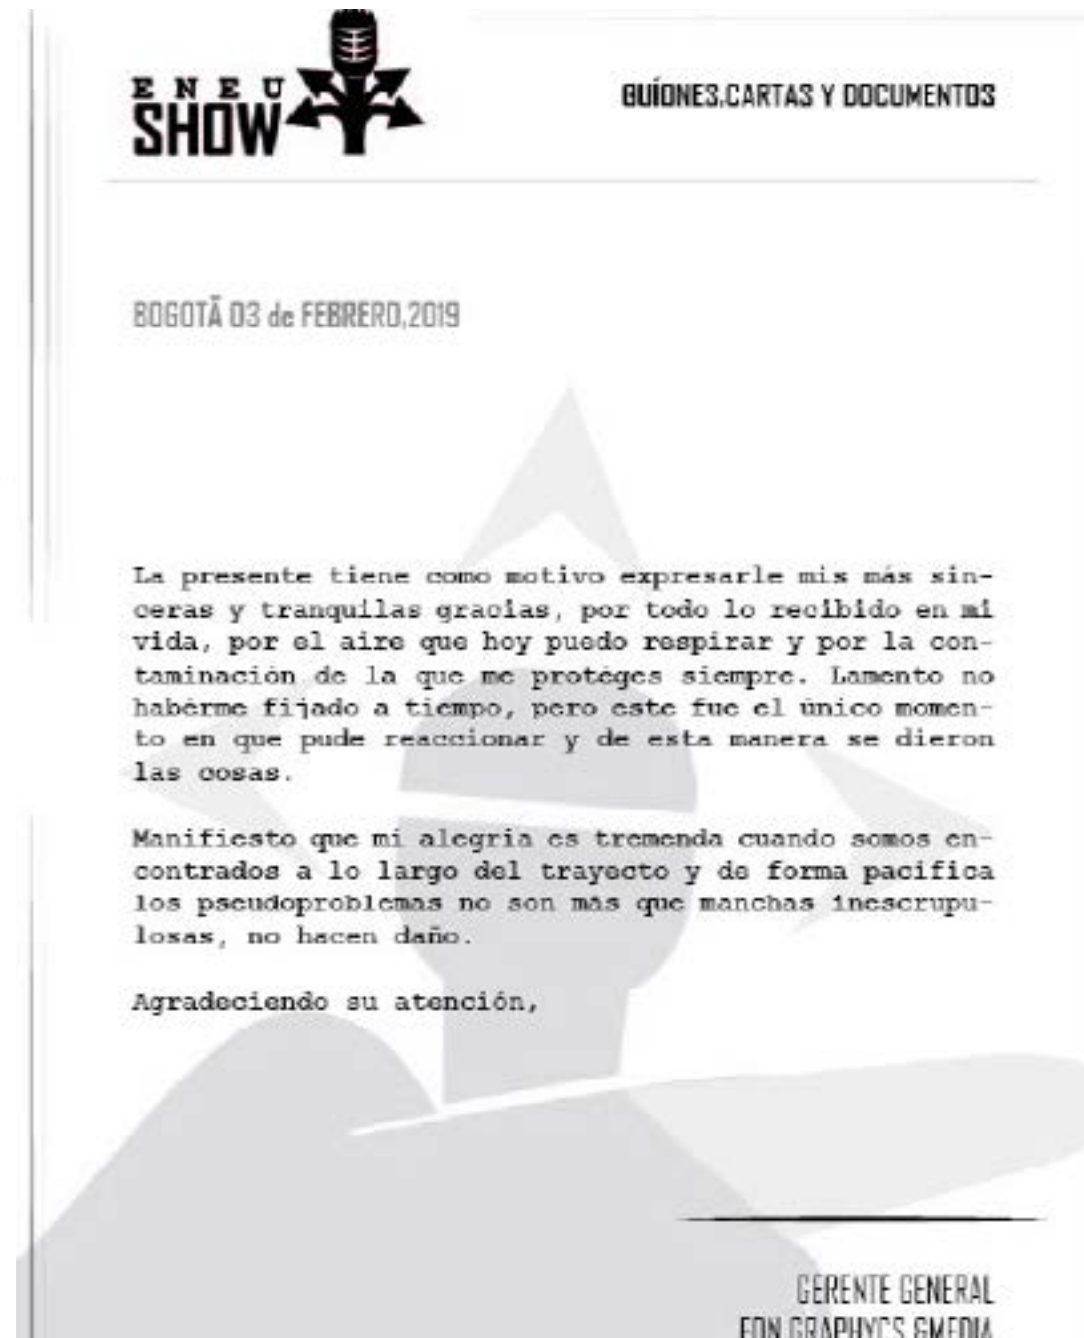 ENEU
SHOW
GUÍONES,CARTAS Y DOCUMENTOS
BOGOTÃ 03 de FEBRERO,2019
La presente tiene como motivo expresarle mis más sin-
ceras y tranquilas gracias, por todo lo recibido en mi
vida, por el aire que hoy puedo respirar y por la con-
taminación de la que me protéges siempre. Lamento no
habérme fijado a tiempo, pero este fue el único momen-
to en que pude reaccionar y de esta manera se dieron
las cosas.
Manifiesto que mi alegria es tremenda cuando somos en-
contrados a lo largo del trayecto y de forma pacifica
los pseudoproblemas no son más que manchas inescrupu-
losas, no hacen daño.
Agradeciendo su atención,
GERENTE GENERAL
GRAPHYCS &MEDIA